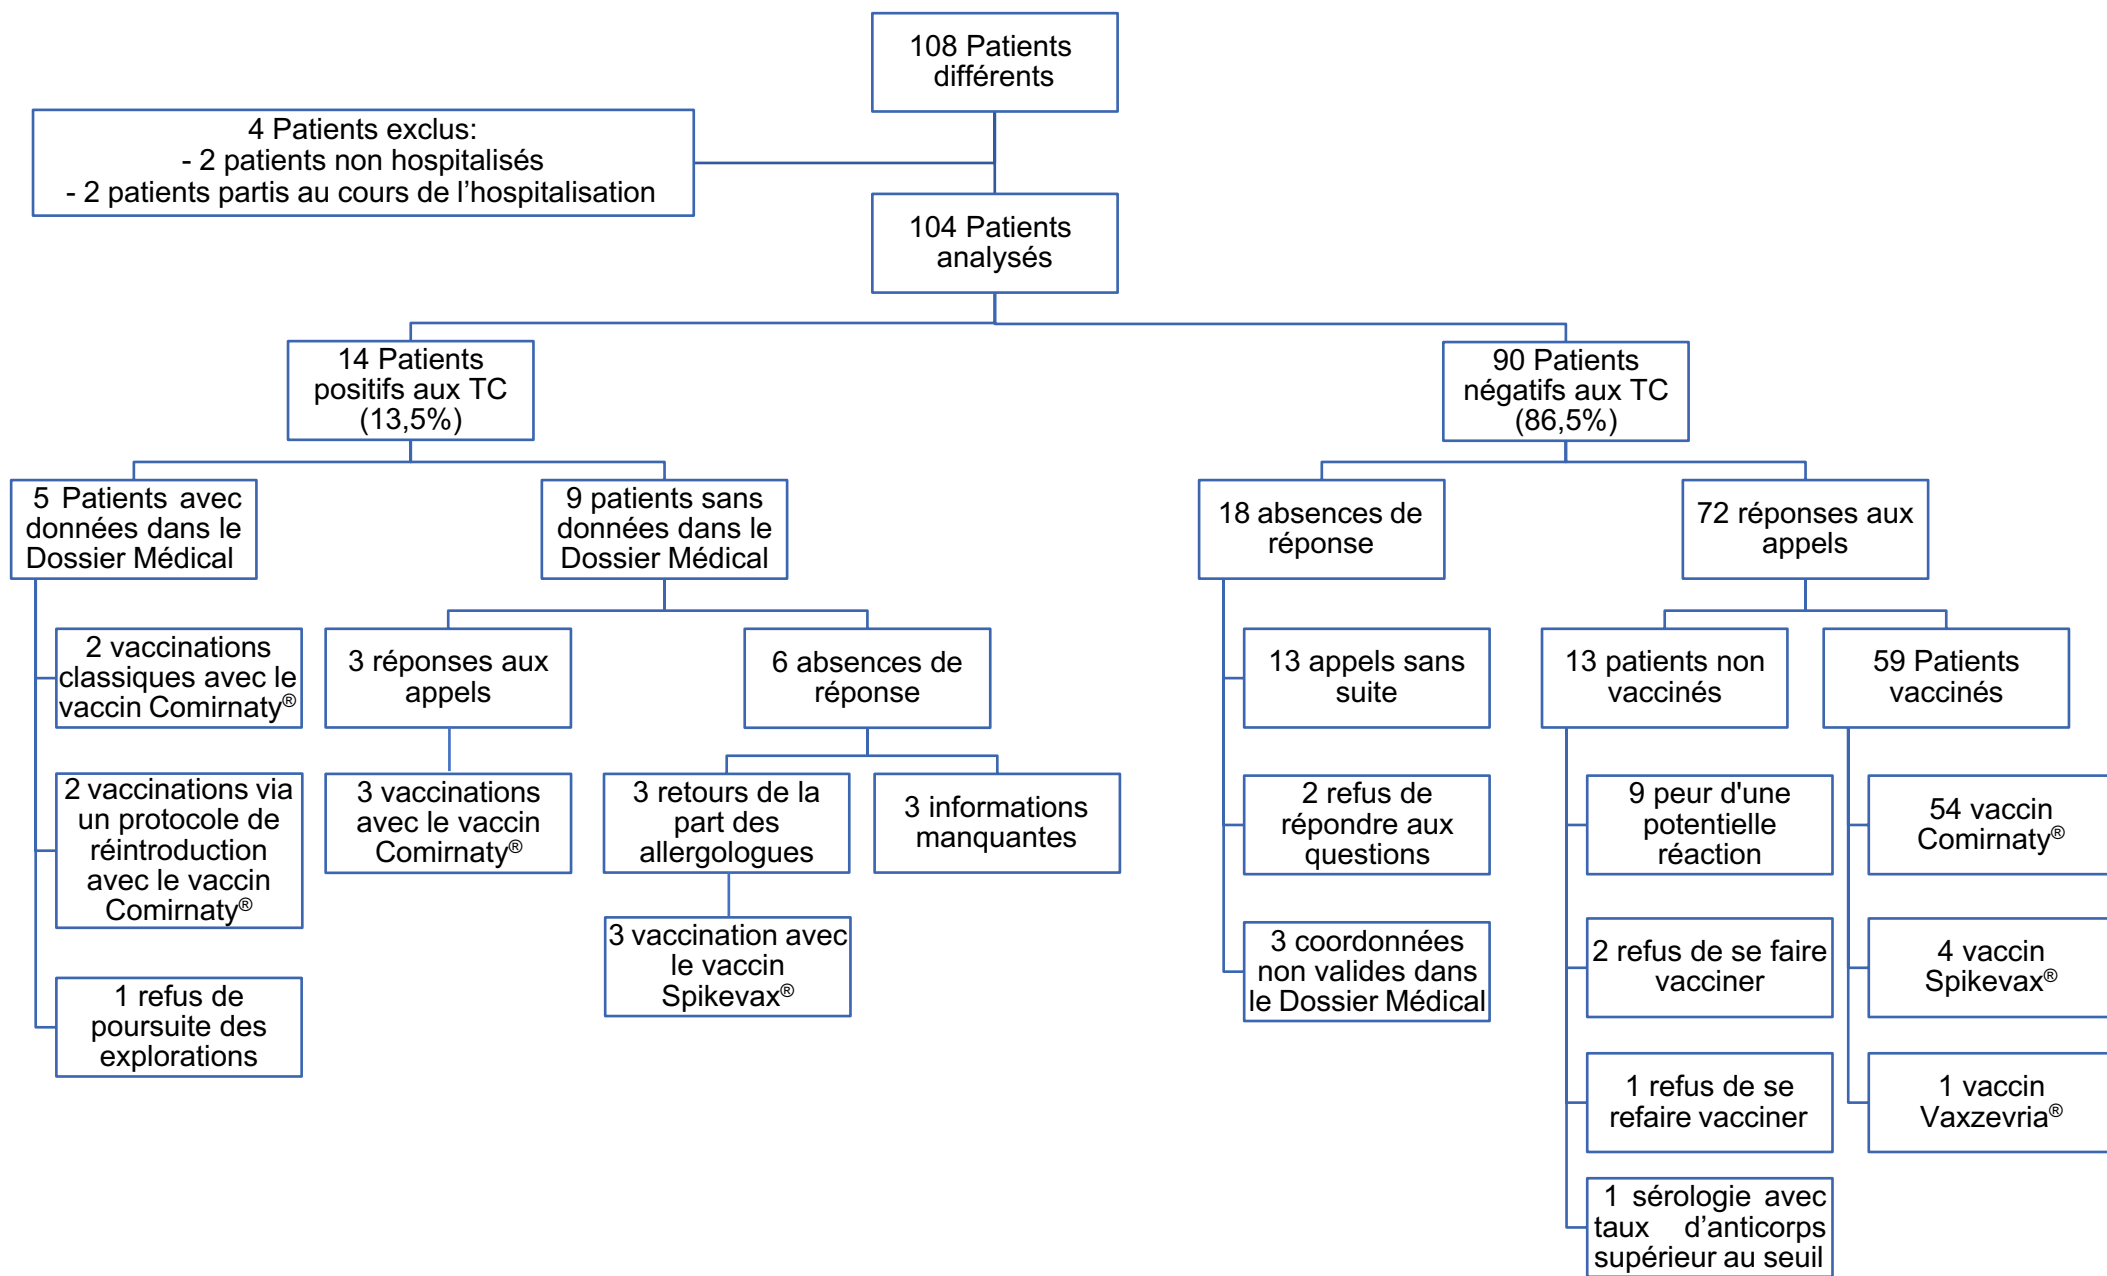 108 Patients
différents
4 Patients exclus:
- 2 patients non hospitalisés
- 2 patients partis au cours de l'hospitalisation
104 Patients
analysés
14 Patients
positifs aux TC
(13,5%)
90 Patients
négatifs aux TC
(86,5%)
5 Patients avec
données dans le
Dossier Médical
9 patients sans
données dans le
Dossier Médical
18 absences de
réponse
72 réponses aux
appels
2 vaccinations
classiques avec le
vaccin Comirnaty®
3 réponses aux
appels
6 absences de
réponse
13 appels sans
suite
13 patients non
vaccinés
59 Patients
vaccinés
2 vaccinations via
un protocole de
réintroduction
avec le vaccin
Comirnaty®
3 vaccinations
avec le vaccin
Comirnaty®
3 retours de la
part des
allergologues
3 informations
manquantes
2 refus de
répondre aux
questions
9 peur d'une
potentielle
réaction
54 vaccin
Comirnaty®
1 refus de
poursuite des
explorations
3 vaccination avec
le vaccin
Spikevax®
3 coordonnées
non valides dans
le Dossier Médical
2 refus de se faire
vacciner
4 vaccin
Spikevax®
1 refus de se
refaire vacciner
1 vaccin
Vaxzevria®
1 sérologie avec
taux d'anticorps
supérieur au seuil